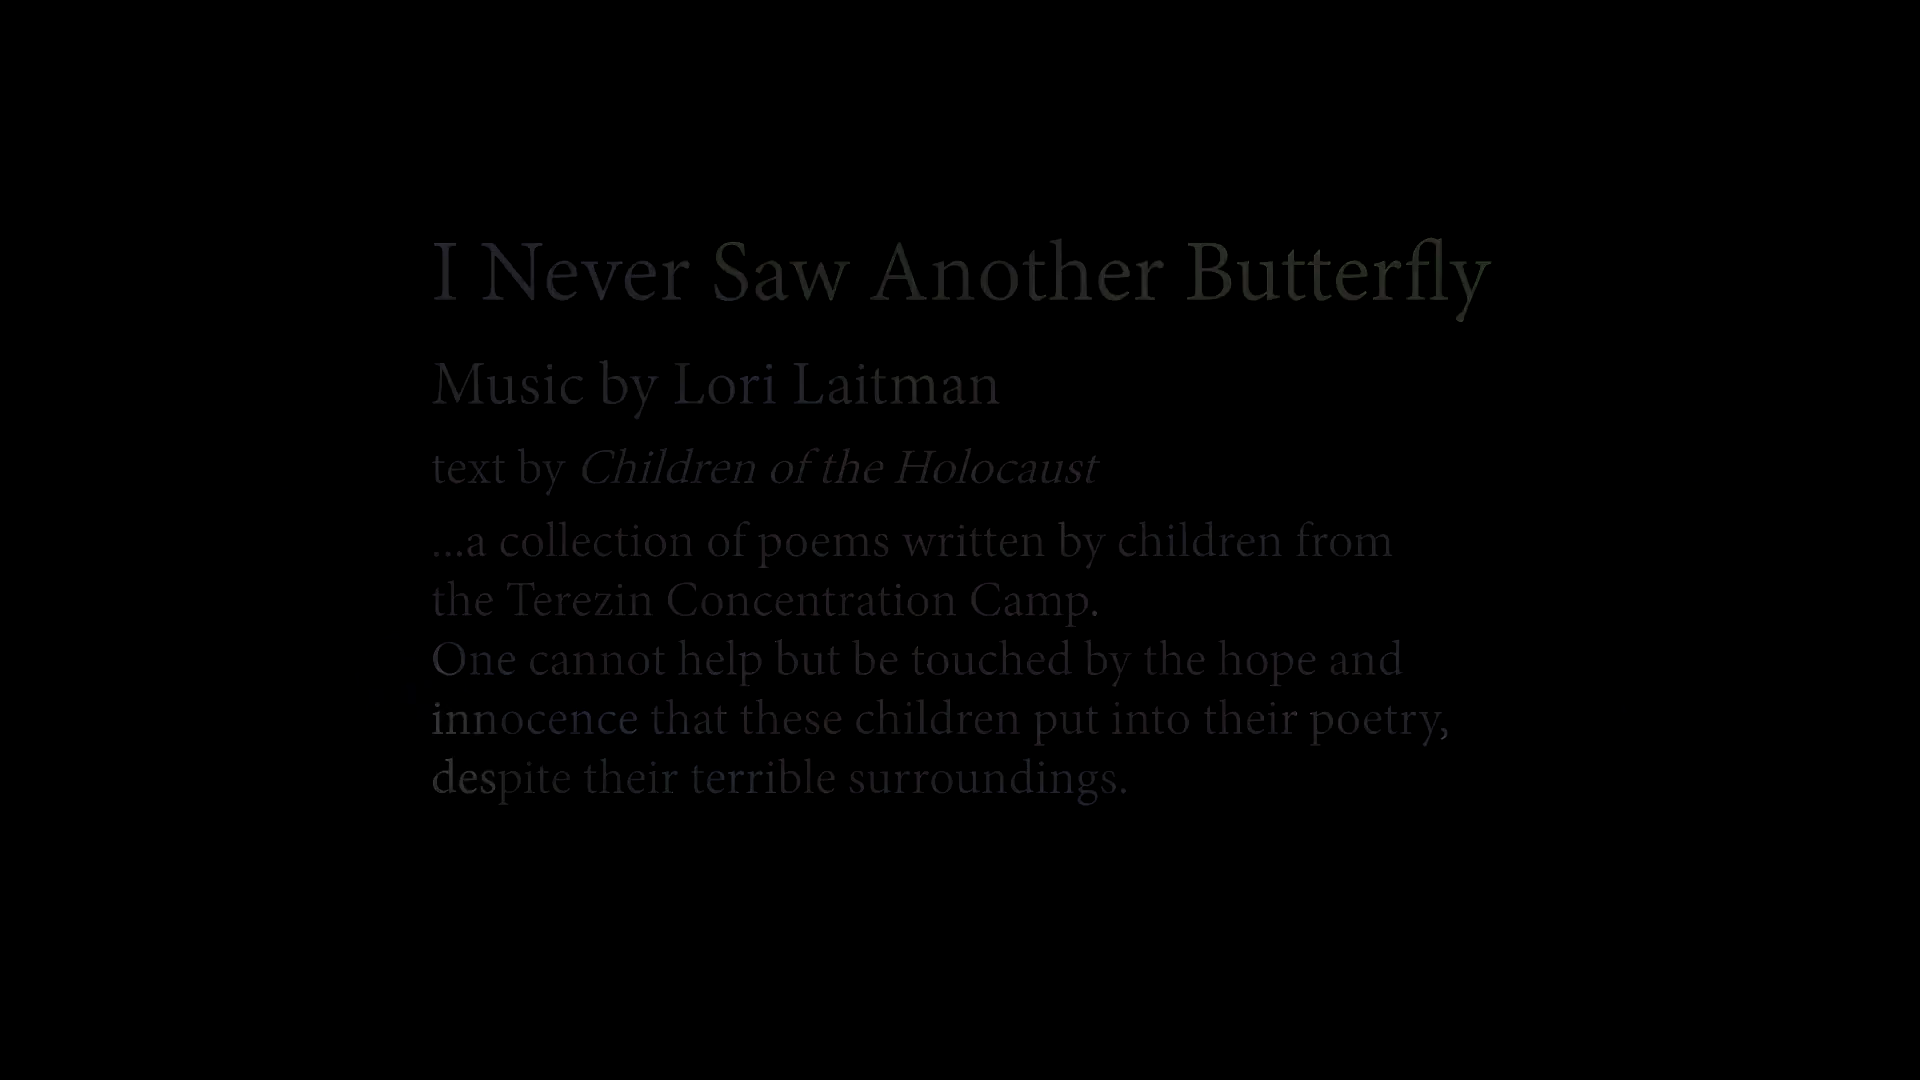 I Never Saw Another Butterfly
Music by Lori Laitman
text by Children of the Holocaust
...a collection of poems written by children from
the Terezin Concentration Camp.
One cannot help but be touched by the hope and
innocence that these children put into their poetry,
despite their terrible surroundings.